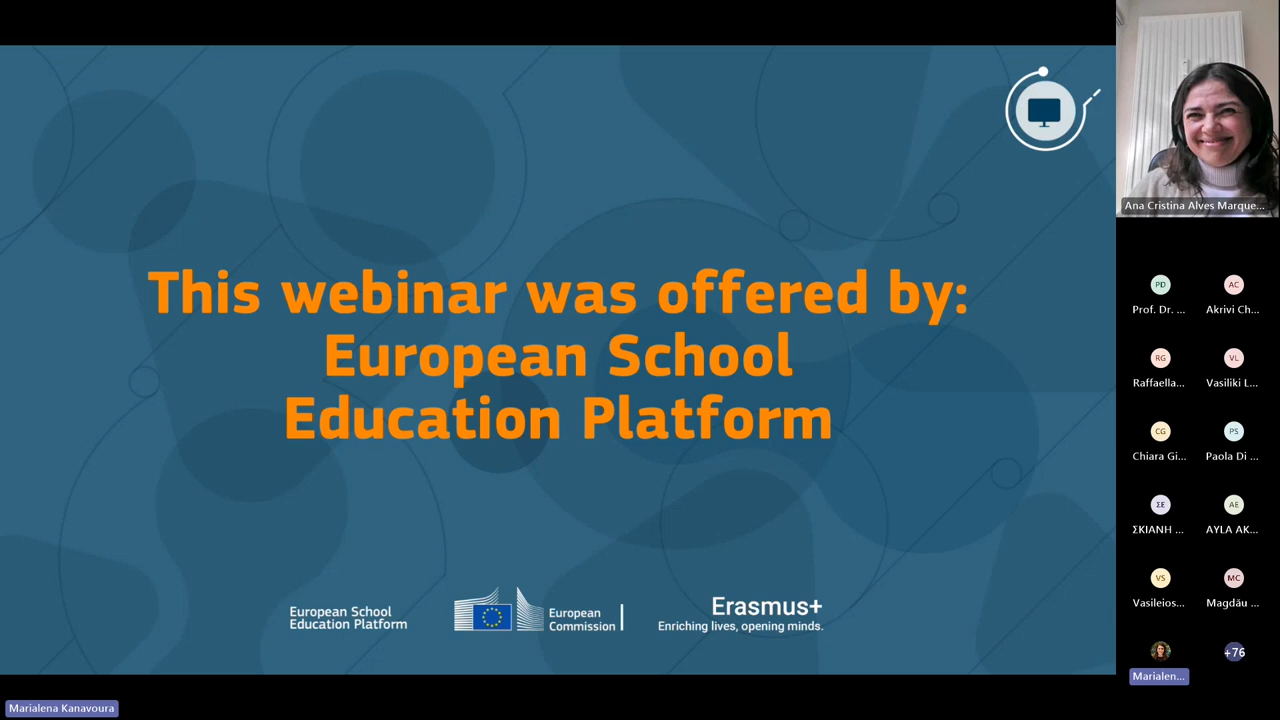 This webinar was offered by:
European School
Education Platform
European School
Education Platform
European
Commission
Erasmus+
Enriching lives, opening minds.
Marialena Kanavoura
Ana Cristina Alves Marque...
PD
AC
Prof. Dr. ...
Akrivi Ch...
RG
VL
Raffaella...
Vasiliki L...
CG
PS
Chiara Gi...
Paola Di ...
ΣΕ
AE
ΣΚΙΑΝΗ ...
AYLA AK...
VS
MC
Vasileios...
Magdău ...
+76
Marialen...